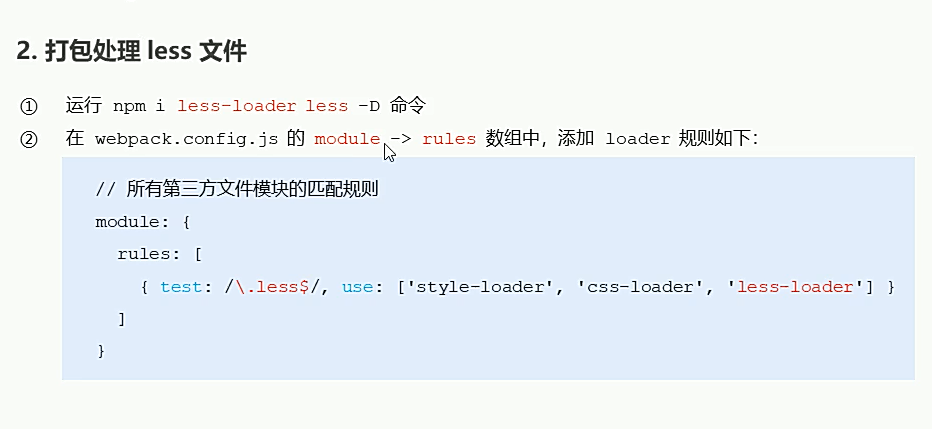 2. 打包处理 less 文件
① 运行 npm i less-loader less -D 命令
② 在 webpack.config.js 的 module -> rules 数组中，添加 loader 规则如下：
// 所有第三方文件模块的匹配规则
module: {
  rules: [
    { test: /\.less$/, use: ['style-loader', 'css-loader', 'less-loader'] }
  ]
}